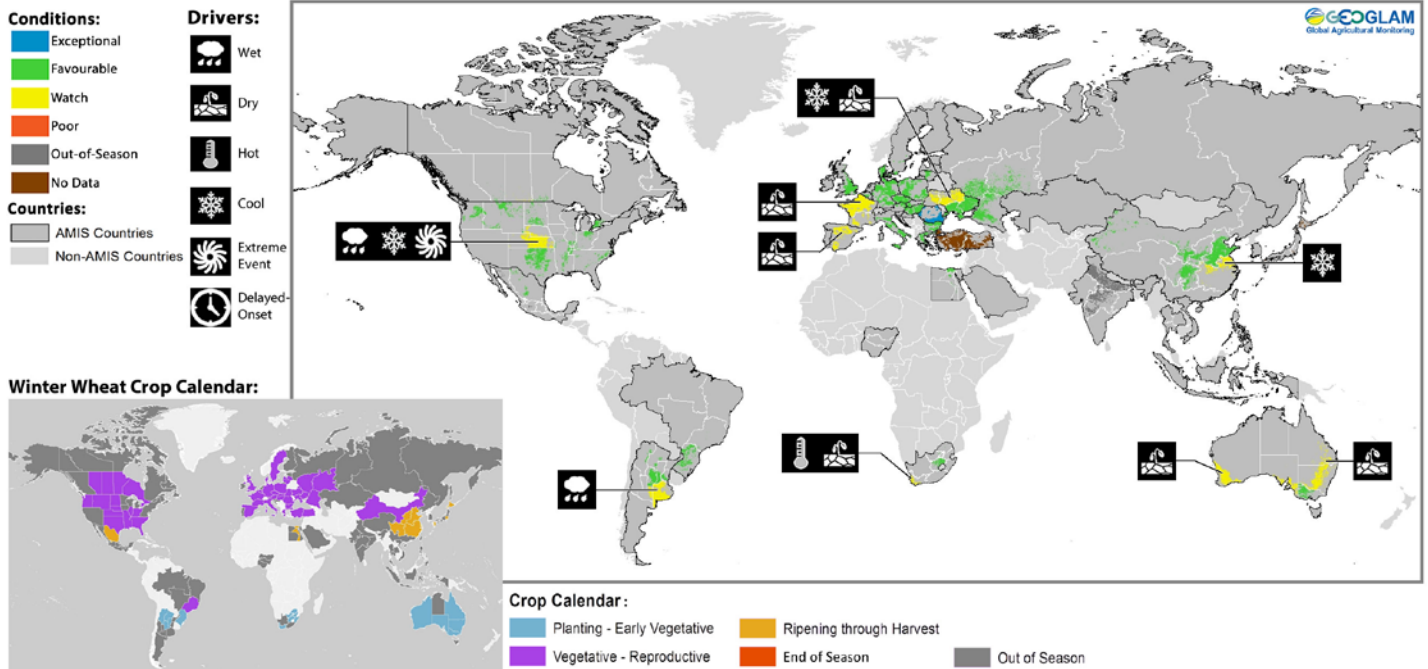 Conditions:
Exceptional
Favourable
Watch
Poor
Out-of-Season
No Data
Countries:
AMIS Countries
Non-AMIS Countries
Drivers:
Wet
Dry
Hot
Cool
Extreme
Event
Delayed-
Onset
GEOGLAM
Global Agricultural Monitoring
Winter Wheat Crop Calendar:
Crop Calendar :
Planting - Early Vegetative
Ripening through Harvest
Vegetative - Reproductive
End of Season
Out of Season